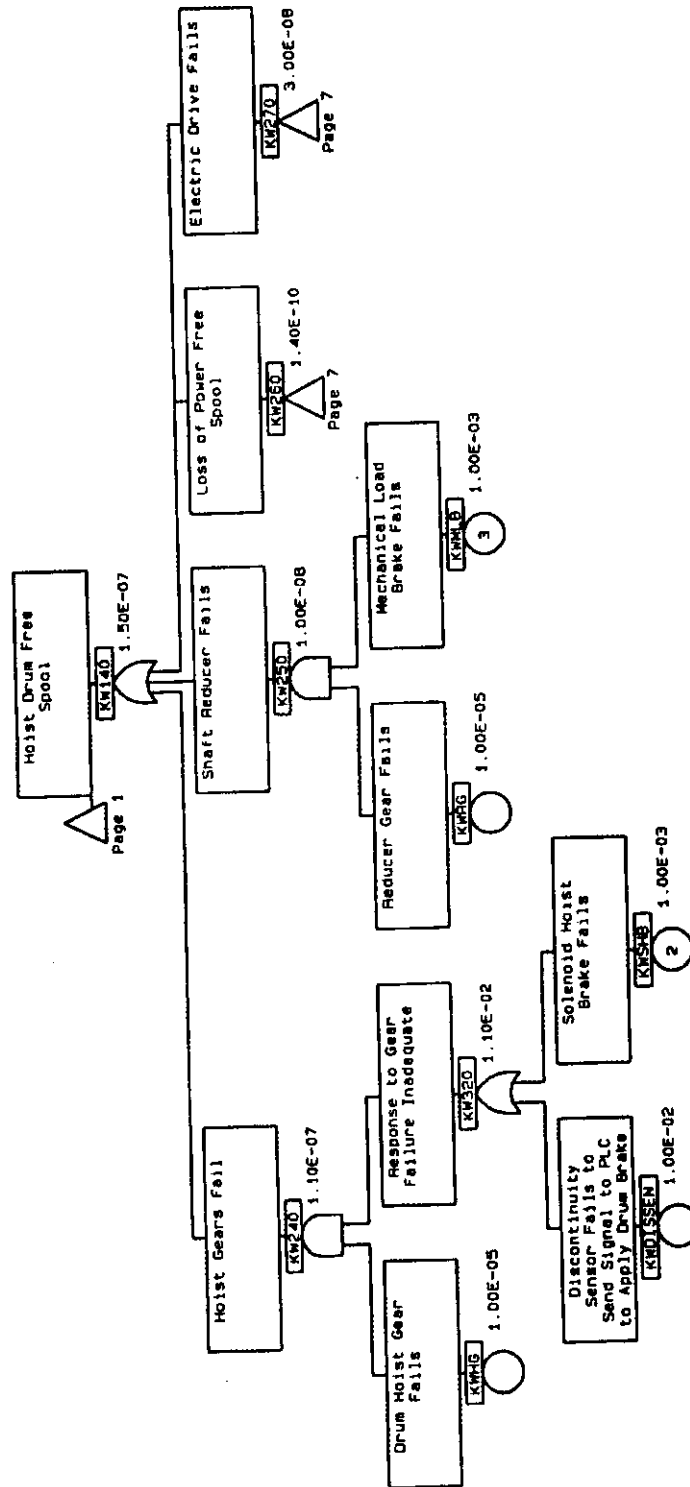 Hoist Drum Free
Spool
Page 1
KW140
1.50E-07
Hoist Gears Fail
KW240
1.10E-07
Shaft Reducer Fails
KW250
1.00E-08
Loss of Power Free
Spool
KW260
1.40E-10
Page 7
Electric Drive Fails
KW270
3.00E-08
Page 7
Drum Hoist Gear
Fails
KWHG
1.00E-05
Response to Gear
Failure Inadequate
KW320
1.10E-02
Reducer Gear Fails
KWRG
1.00E-05
Mechanical Load
Brake Fails
KWMLB
1.00E-03
3
Discontinuity
Sensor Fails to
Send Signal to PLC
to Apply Drum Brake
KWDISSEN
1.00E-02
Solenoid Hoist
Brake Fails
KWSHB
1.00E-03
2